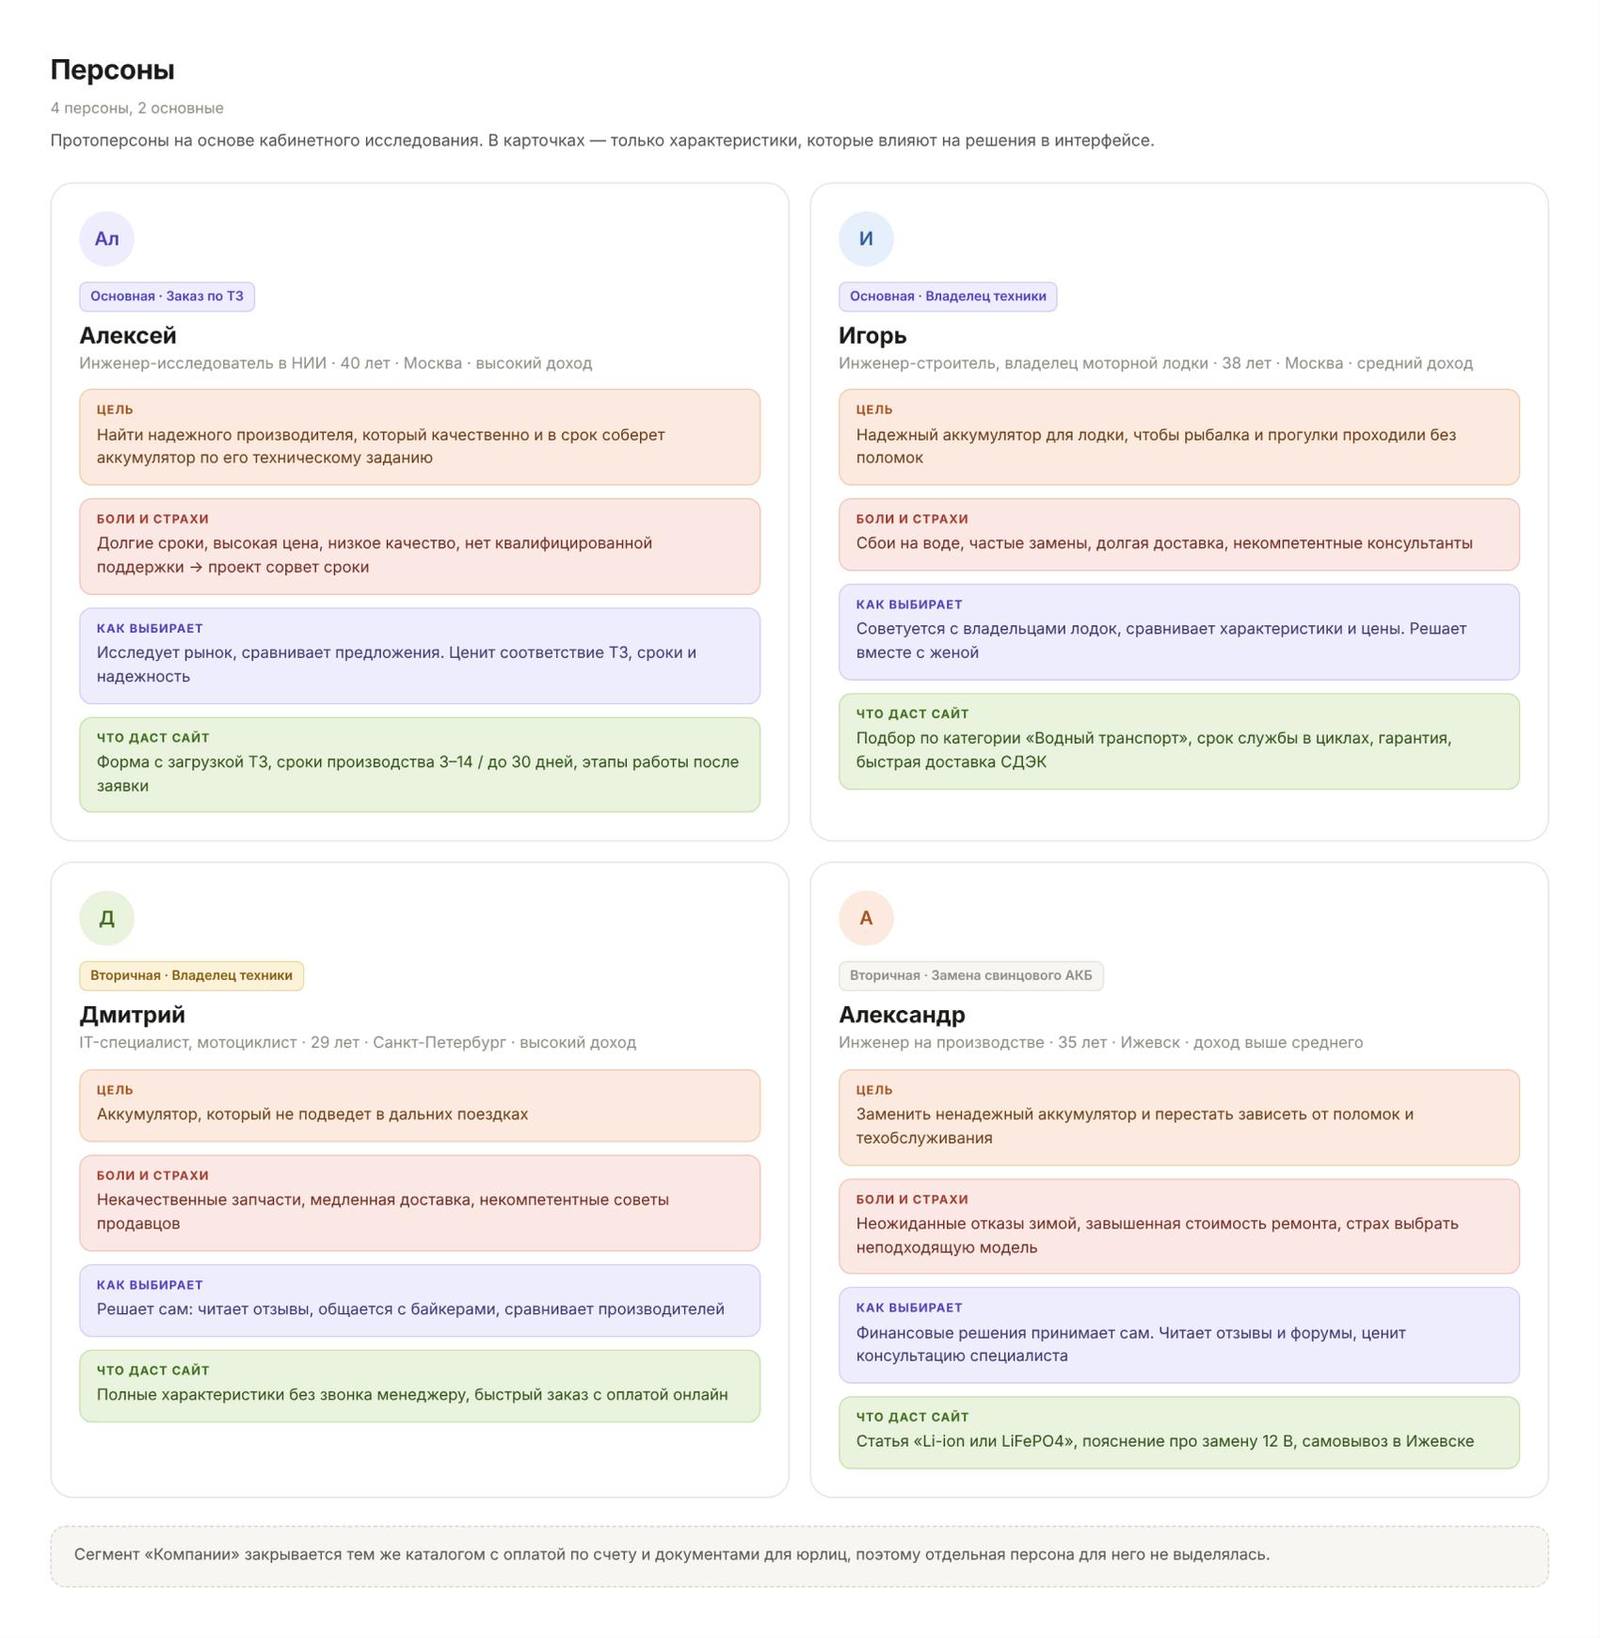 Персоны
4 персоны, 2 основные
Протоперсоны на основе кабинетного исследования. В карточках — только характеристики, которые влияют на решения в интерфейсе.
Ал
Основная · Заказ по ТЗ
Алексей
Инженер-исследователь в НИИ · 40 лет · Москва · высокий доход
ЦЕЛЬ
Найти надежного производителя, который качественно и в срок соберет
аккумулятор по его техническому заданию
БОЛИ И СТРАХИ
Долгие сроки, высокая цена, низкое качество, нет квалифицированной
поддержки → проект сорвет сроки
КАК ВЫБИРАЕТ
Исследует рынок, сравнивает предложения. Ценит соответствие ТЗ, сроки и
надежность
ЧТО ДАСТ САЙТ
Форма с загрузкой ТЗ, сроки производства 3–14 / до 30 дней, этапы работы после
заявки
И
Основная · Владелец техники
Игорь
Инженер-строитель, владелец моторной лодки · 38 лет · Москва · средний доход
ЦЕЛЬ
Надежный аккумулятор для лодки, чтобы рыбалка и прогулки проходили без
поломок
БОЛИ И СТРАХИ
Сбои на воде, частые замены, долгая доставка, некомпетентные консультанты
КАК ВЫБИРАЕТ
Советуется с владельцами лодок, сравнивает характеристики и цены. Решает
вместе с женой
ЧТО ДАСТ САЙТ
Подбор по категории «Водный транспорт», срок службы в циклах, гарантия,
быстрая доставка СДЭК
Д
Вторичная · Владелец техники
Дмитрий
IT-специалист, мотоциклист · 29 лет · Санкт-Петербург · высокий доход
ЦЕЛЬ
Аккумулятор, который не подведет в дальних поездках
БОЛИ И СТРАХИ
Некачественные запчасти, медленная доставка, некомпетентные советы
продавцов
КАК ВЫБИРАЕТ
Решает сам: читает отзывы, общается с байкерами, сравнивает производителей
ЧТО ДАСТ САЙТ
Полные характеристики без звонка менеджеру, быстрый заказ с оплатой онлайн
А
Вторичная · Замена свинцового АКБ
Александр
Инженер на производстве · 35 лет · Ижевск · доход выше среднего
ЦЕЛЬ
Заменить ненадежный аккумулятор и перестать зависеть от поломок и
техобслуживания
БОЛИ И СТРАХИ
Неожиданные отказы зимой, завышенная стоимость ремонта, страх выбрать
неподходящую модель
КАК ВЫБИРАЕТ
Финансовые решения принимает сам. Читает отзывы и форумы, ценит
консультацию специалиста
ЧТО ДАСТ САЙТ
Статья «Li-ion или LiFePO4», пояснение про замену 12 В, самовывоз в Ижевске
Сегмент «Компании» закрывается тем же каталогом с оплатой по счету и документами для юрлиц, поэтому отдельная персона для него не выделялась.